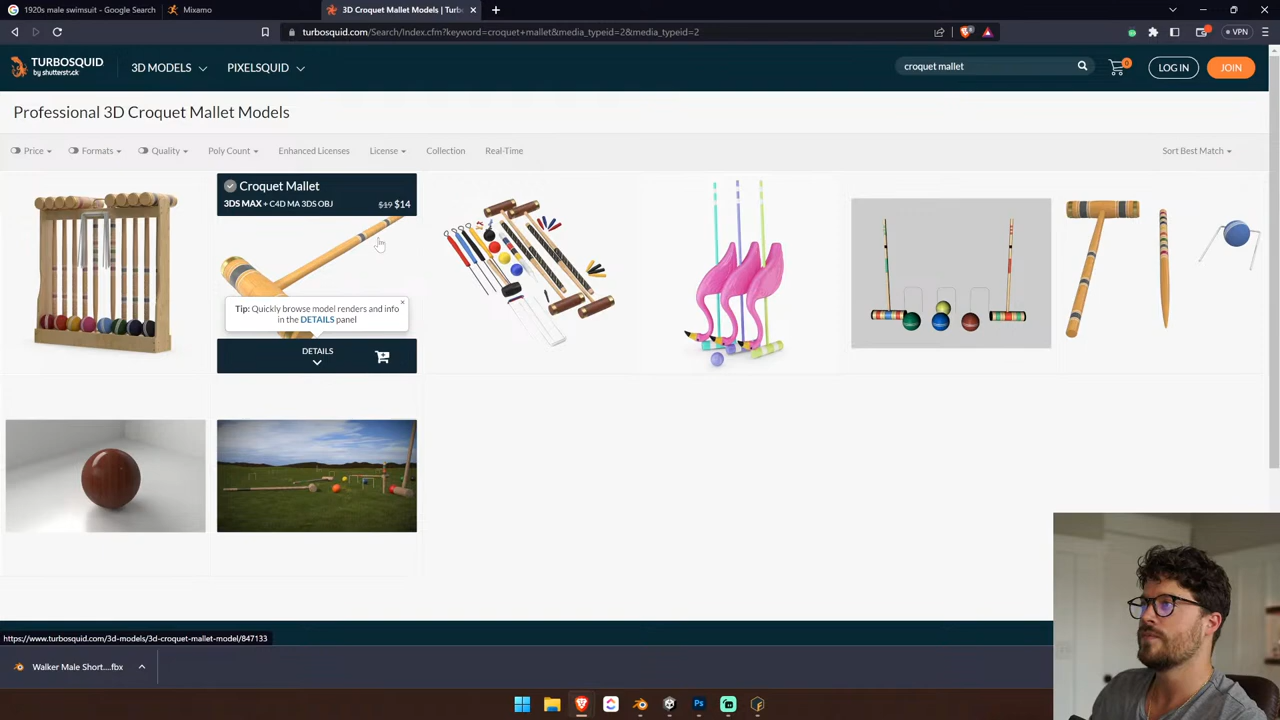 1920s male swimsuit - Google Search
Mixamo
3D Croquet Mallet Models | Turb
turbosquid.com/Search/Index.cfm?keyword=croquet+mallet&media_typeid=2&media_typeid=2
VPN
TURBOSQUID
by shutterstock
3D MODELS
PIXELSQUID
croquet mallet
0
LOG IN
JOIN
Professional 3D Croquet Mallet Models
Price
Formats
Quality
Poly Count
Enhanced Licenses
License
Collection
Real-Time
Sort Best Match
Croquet Mallet
3DS MAX + C4D MA 3DS OBJ
$19 $14
Tip: Quickly browse model renders and info
in the DETAILS panel
DETAILS
https://www.turbosquid.com/3d-models/3d-croquet-mallet-model/847133
Walker Male Short....fbx